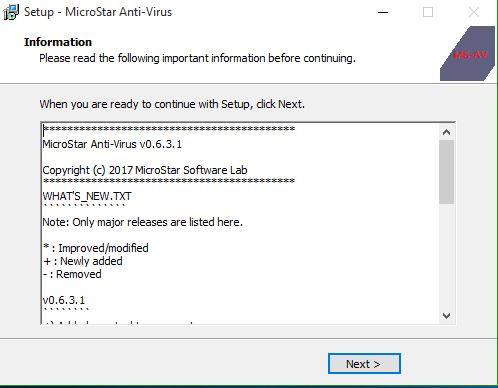 Setup - MicroStar Anti-Virus
Information
Please read the following important information before continuing.
MS-AV
When you are ready to continue with Setup, click Next.
******************************************
MicroStar Anti-Virus v0.6.3.1
Copyright (c) 2017 MicroStar Software Lab
******************************************
WHAT'S_NEW.TXT
``````````````
Note: Only major releases are listed here.
* : Improved/modified
+ : Newly added
- : Removed
v0.6.3.1
````````
Next >